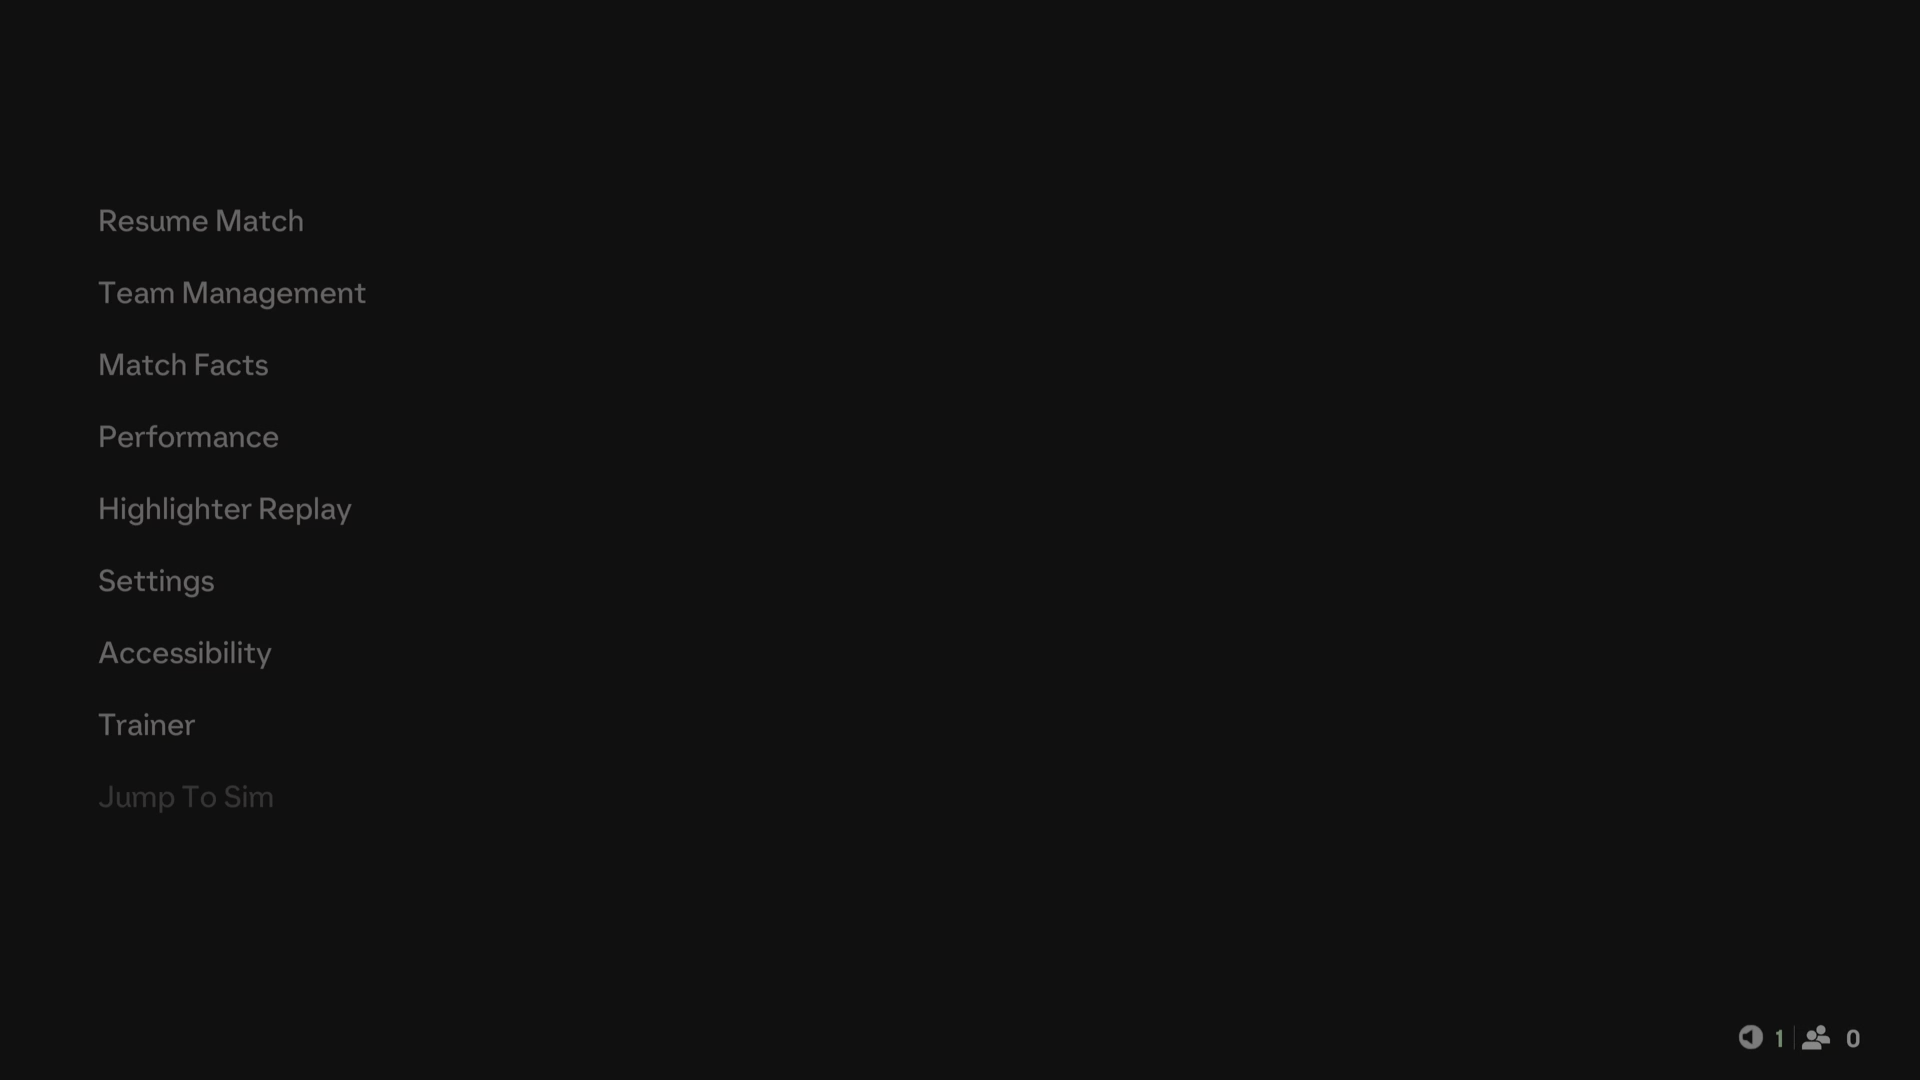 Resume Match
Team Management
Match Facts
Performance
Highlighter Replay
Settings
Accessibility
Trainer
Jump To Sim
1 0